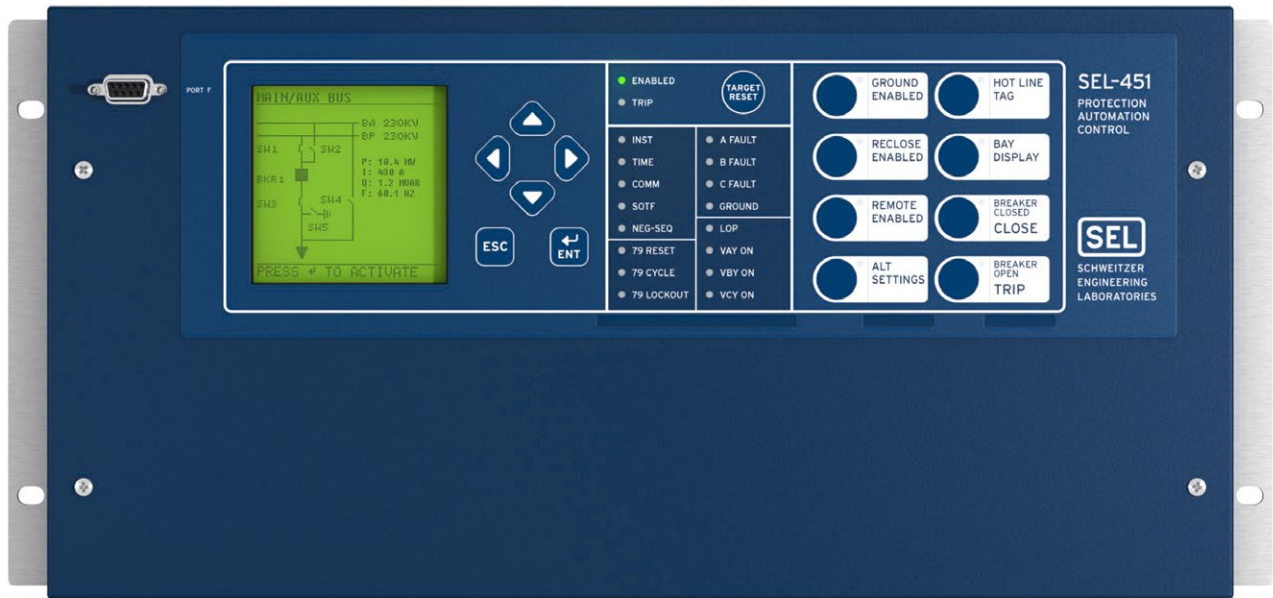 PORT F
MAIN/AUX BUS
BA 230KV
BP 230KV
SW1
SW2
P: 10.4 MW
I: 430 A
Q: 1.2 MVAR
F: 60.1 HZ
BKR1
SW3
SW4
SW5
PRESS ↵ TO ACTIVATE
ESC
ENT
ENABLED
TRIP
TARGET
RESET
INST
TIME
COMM
SOTF
NEG-SEQ
79 RESET
79 CYCLE
79 LOCKOUT
A FAULT
B FAULT
C FAULT
GROUND
LOP
VAY ON
VBY ON
VCY ON
GROUND
ENABLED
HOT LINE
TAG
RECLOSE
ENABLED
BAY
DISPLAY
REMOTE
ENABLED
BREAKER
CLOSED
CLOSE
ALT
SETTINGS
BREAKER
OPEN
TRIP
SEL-451
PROTECTION
AUTOMATION
CONTROL
SEL
SCHWEITZER
ENGINEERING
LABORATORIES